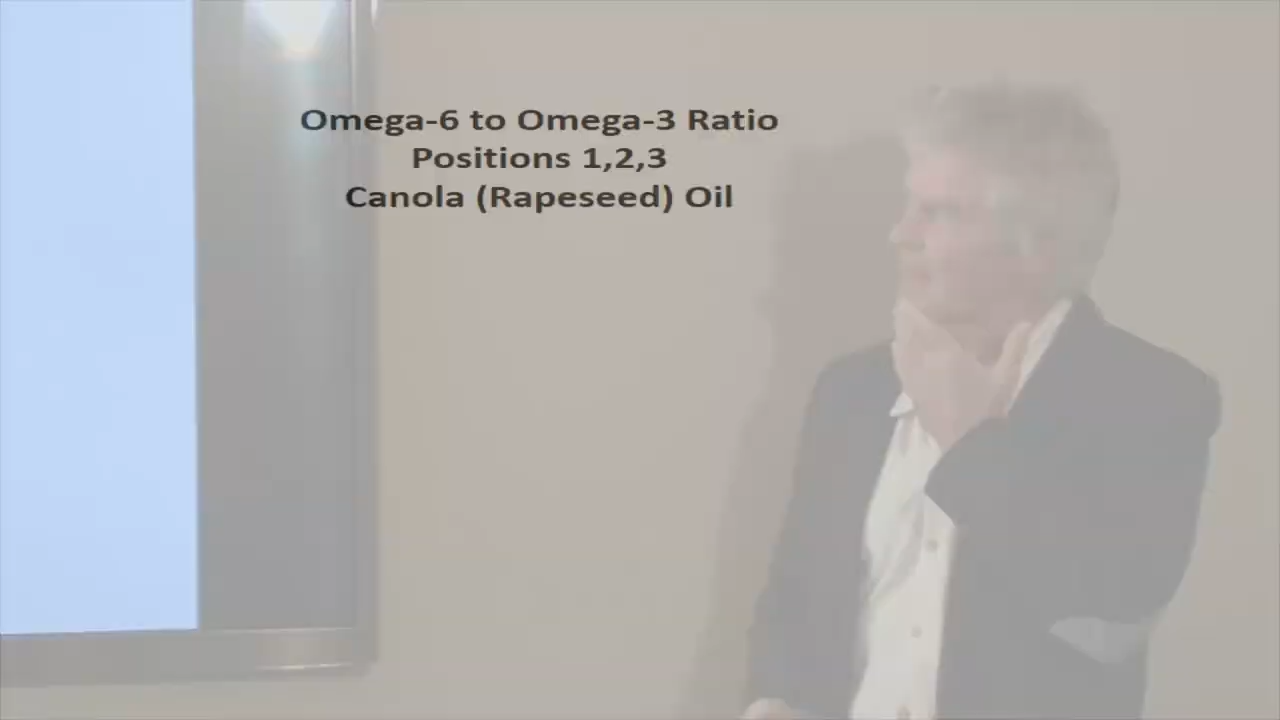 Omega-6 to Omega-3 Ratio
Positions 1,2,3
Canola (Rapeseed) Oil